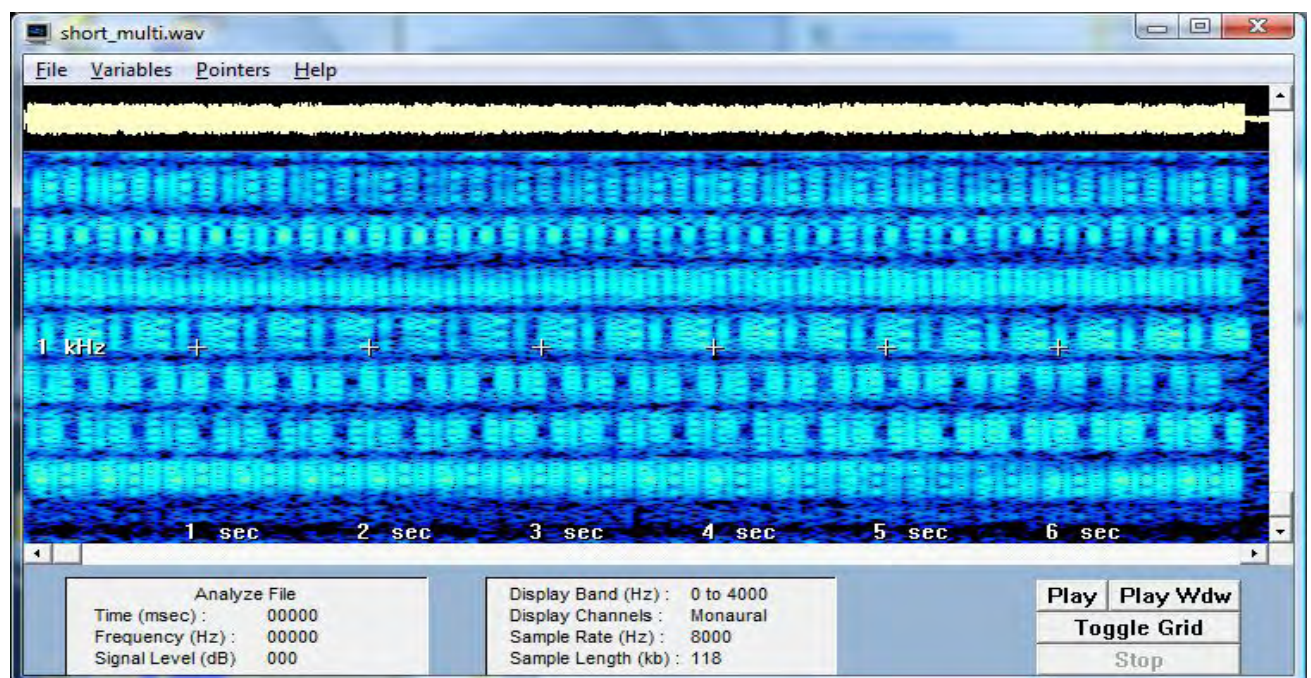 short_multi.wav
File Variables Pointers Help
1 kHz
1 sec 2 sec 3 sec 4 sec 5 sec 6 sec
Analyze File
Time (msec) : 00000
Frequency (Hz) : 00000
Signal Level (dB) 000
Display Band (Hz) : 0 to 4000
Display Channels : Monaural
Sample Rate (Hz) : 8000
Sample Length (kb) : 118
Play Play Wdw
Toggle Grid
Stop